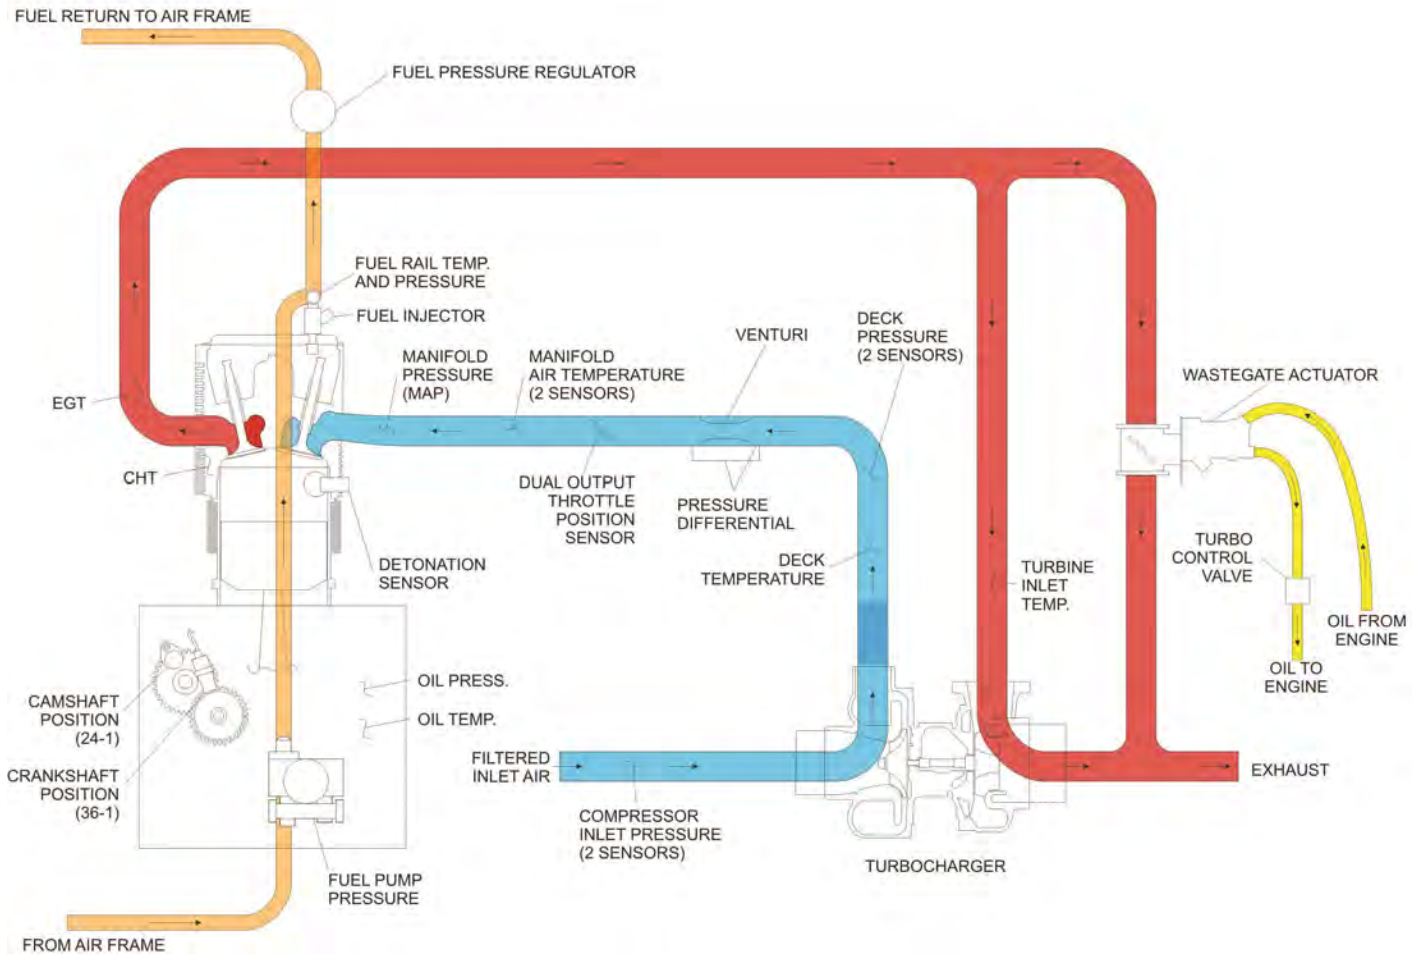 FUEL RETURN TO AIR FRAME
FUEL PRESSURE REGULATOR
FUEL RAIL TEMP.
AND PRESSURE
FUEL INJECTOR
MANIFOLD
PRESSURE
(MAP)
MANIFOLD
AIR TEMPERATURE
(2 SENSORS)
VENTURI
DECK
PRESSURE
(2 SENSORS)
WASTEGATE ACTUATOR
EGT
CHT
DUAL OUTPUT
THROTTLE
POSITION
SENSOR
PRESSURE
DIFFERENTIAL
DETONATION
SENSOR
DECK
TEMPERATURE
TURBINE
INLET
TEMP.
TURBO
CONTROL
VALVE
OIL FROM
ENGINE
OIL TO
ENGINE
OIL PRESS.
OIL TEMP.
CAMSHAFT
POSITION
(24-1)
CRANKSHAFT
POSITION
(36-1)
FILTERED
INLET AIR
EXHAUST
COMPRESSOR
INLET PRESSURE
(2 SENSORS)
TURBOCHARGER
FUEL PUMP
PRESSURE
FROM AIR FRAME